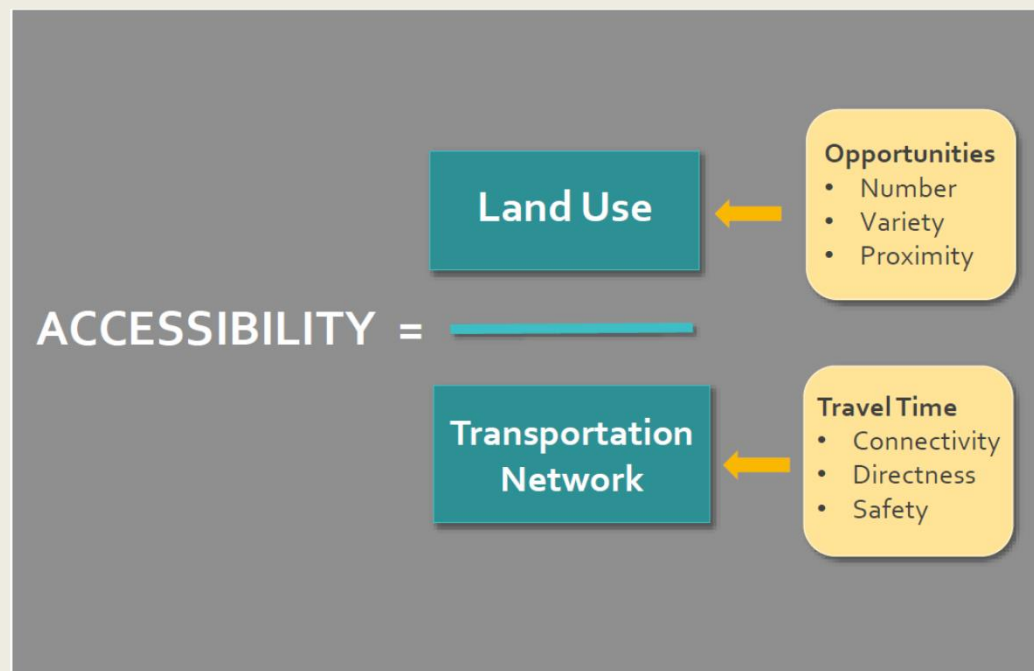 Opportunities
• Number
• Variety
• Proximity
Land Use
ACCESSIBILITY =
Transportation
Network
Travel Time
• Connectivity
• Directness
• Safety